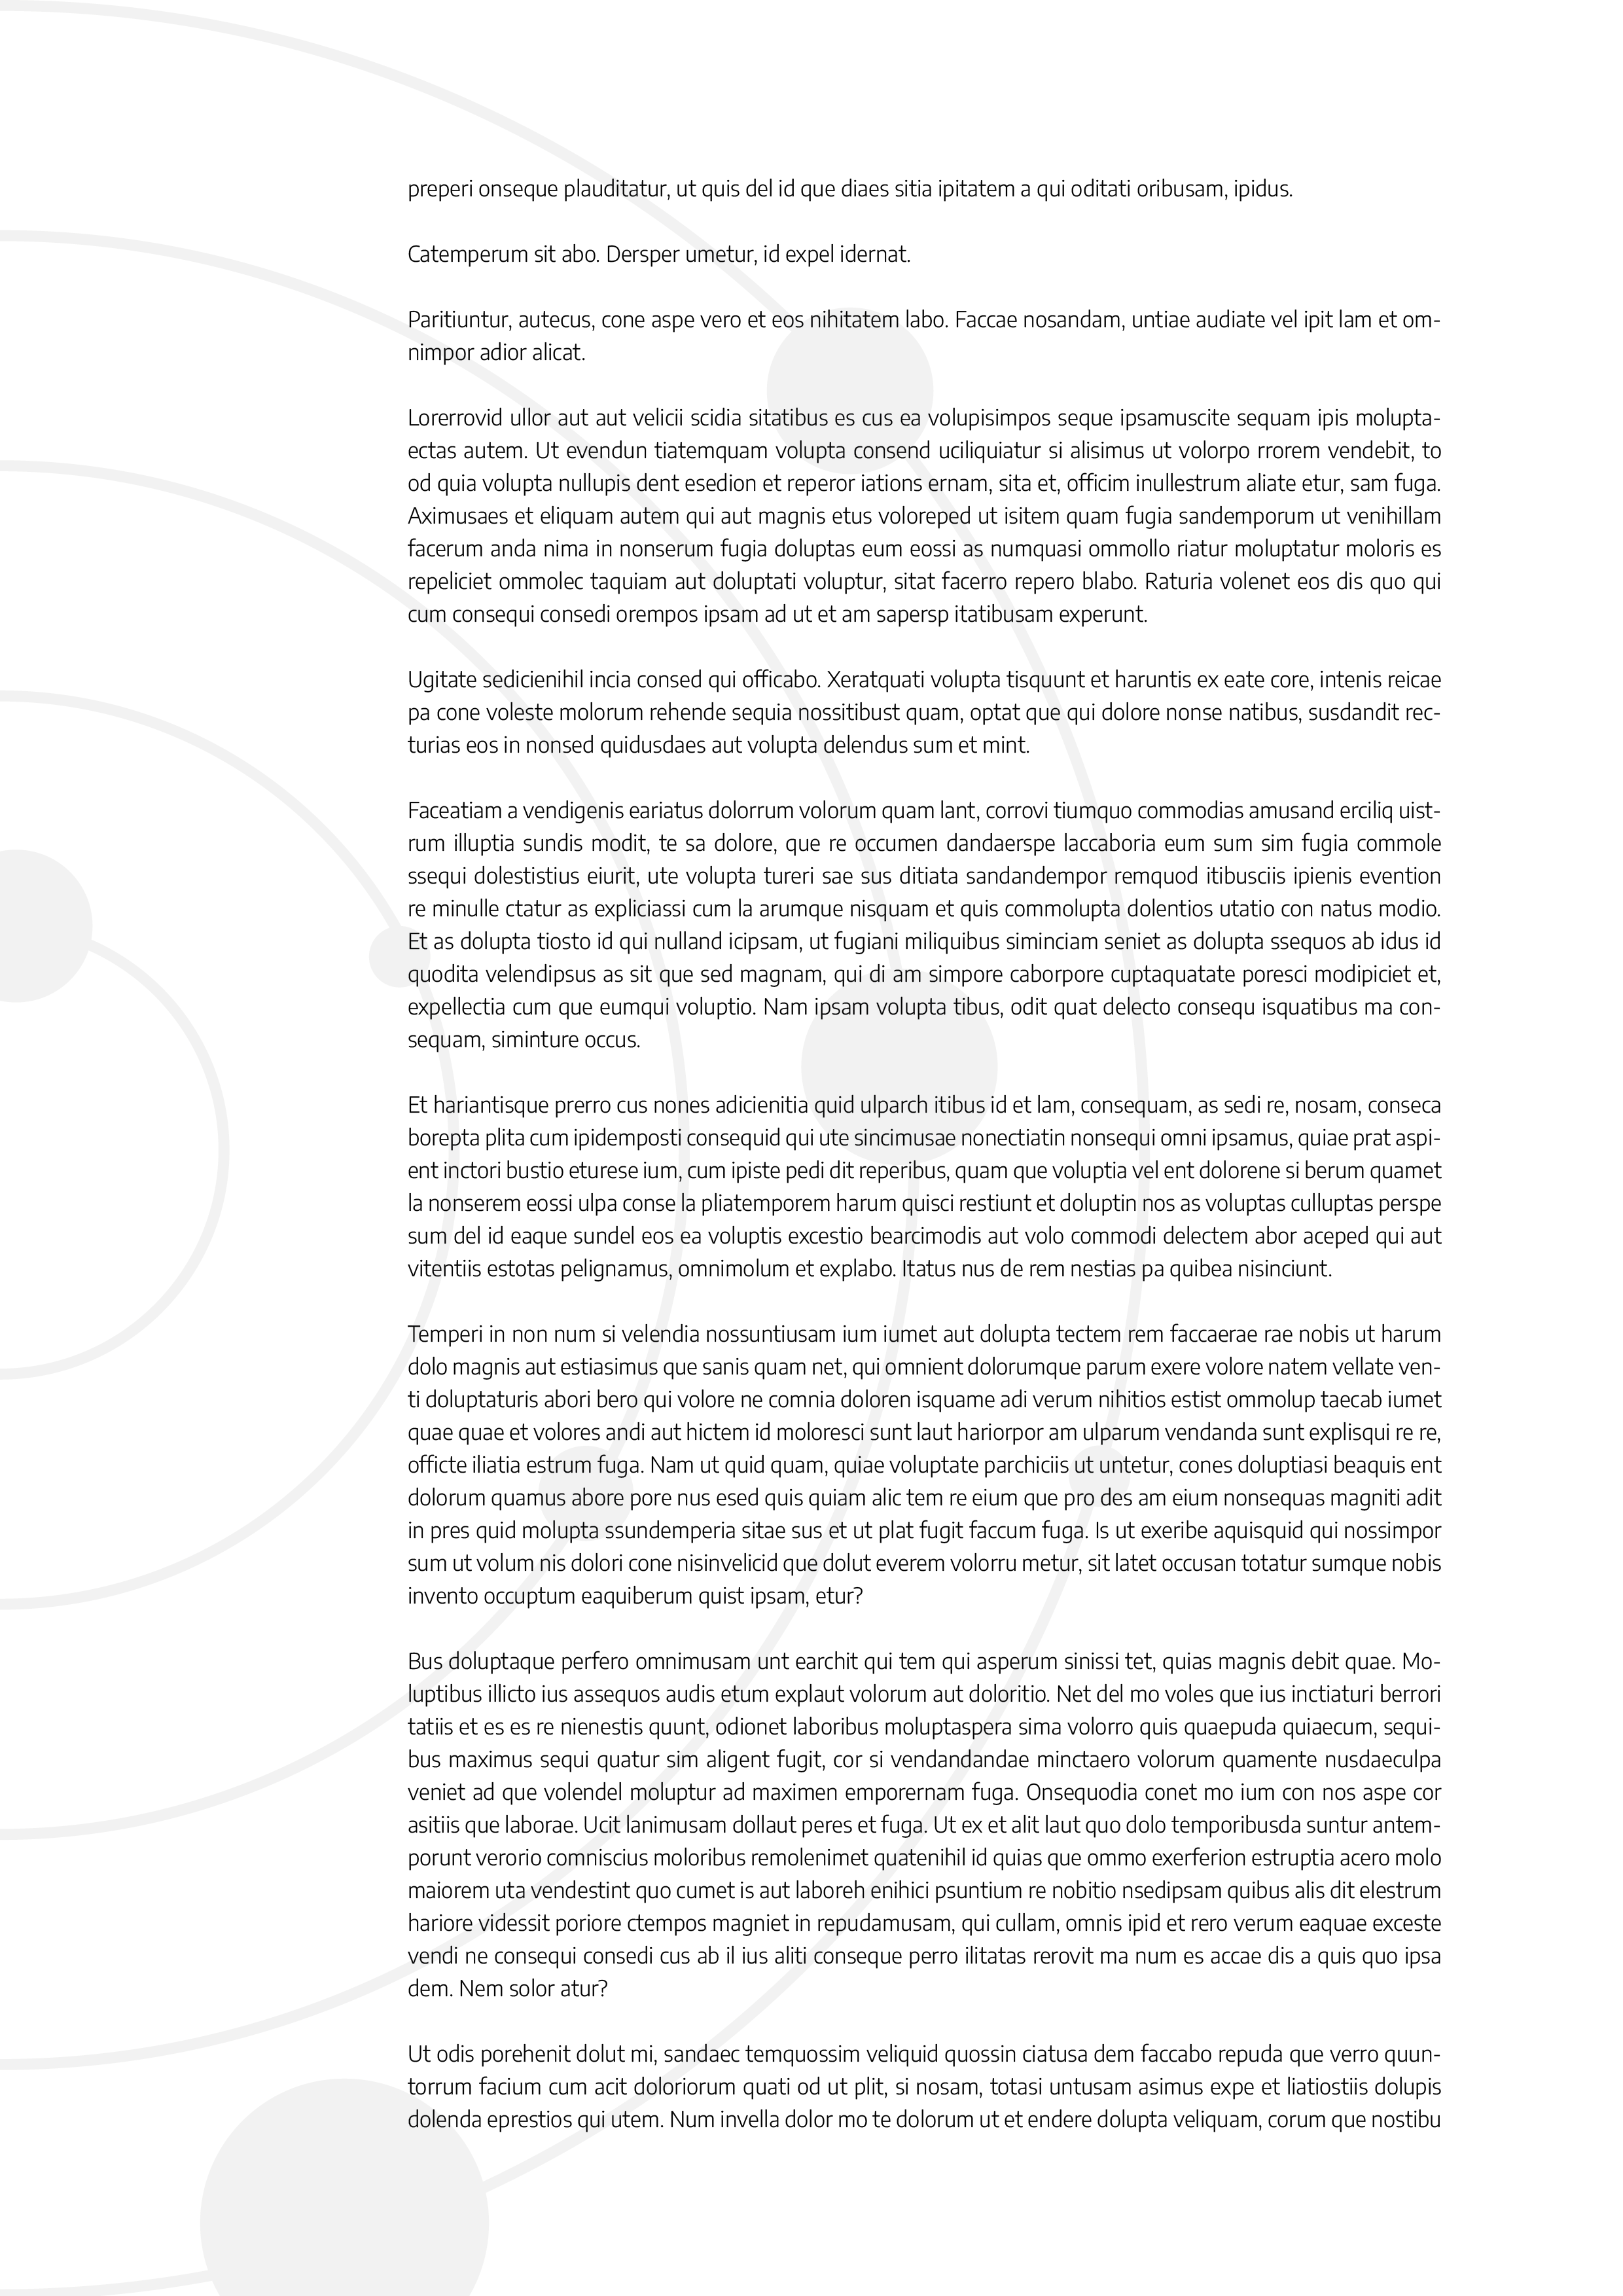 preperi onseque plauditatur, ut quis del id que diaes sitia ipitatem a qui oditati oribusam, ipidus.
Catemperum sit abo. Dersper umetur, id expel idernat.
Paritiuntur, autecus, cone aspe vero et eos nihitatem labo. Faccae nosandam, untiae audiate vel ipit lam et om-
nimpor adior alicat.
Lorerrovid ullor aut aut velicii scidia sitatibus es cus ea volupisimpos seque ipsamuscite sequam ipis molupta-
ectas autem. Ut evendun tiatemquam volupta consend uciliquiatur si alisimus ut volorpo rrorem vendebit, to
od quia volupta nullupis dent esedion et reperor iations ernam, sita et, officim inullestrum aliate etur, sam fuga.
Aximusaes et eliquam autem qui aut magnis etus voloreped ut isitem quam fugia sandemporum ut venihillam
facerum anda nima in nonserum fugia doluptas eum eossi as numquasi ommollo riatur moluptatur moloris es
repeliciet ommolec taquiam aut doluptati voluptur, sitat facerro repero blabo. Raturia volenet eos dis quo qui
cum consequi consedi orempos ipsam ad ut et am sapersp itatibusam experunt.
Ugitate sedicienihil incia consed qui officabo. Xeratquati volupta tisquunt et haruntis ex eate core, intenis reicae
pa cone voleste molorum rehende sequia nossitibust quam, optat que qui dolore nonse natibus, susdandit rec-
turias eos in nonsed quidusdaes aut volupta delendus sum et mint.
Faceatiam a vendigenis eariatus dolorrum volorum quam lant, corrovi tiumquo commodias amusand erciliq uist-
rum illuptia sundis modit, te sa dolore, que re occumen dandaerspe laccaboria eum sum sim fugia commole
ssequi dolestistius eiurit, ute volupta tureri sae sus ditiata sandandempor remquod itibusciis ipienis evention
re minulle ctatur as expliciassi cum la arumque nisquam et quis commolupta dolentios utatio con natus modio.
Et as dolupta tiosto id qui nulland icipsam, ut fugiani miliquibus siminciam seniet as dolupta ssequos ab idus id
quodita velendipsus as sit que sed magnam, qui di am simpore caborpore cuptaquatate poresci modipiciet et,
expellectia cum que eumqui voluptio. Nam ipsam volupta tibus, odit quat delecto consequ isquatibus ma con-
sequam, siminture occus.
Et hariantisque prerro cus nones adicienitia quid ulparch itibus id et lam, consequam, as sedi re, nosam, conseca
borepta plita cum ipidemposti consequid qui ute sincimusae nonectiatin nonsequi omni ipsamus, quiae prat aspi-
ent inctori bustio eturese ium, cum ipiste pedi dit reperibus, quam que voluptia vel ent dolorene si berum quamet
la nonserem eossi ulpa conse la pliatemporem harum quisci restiunt et doluptin nos as voluptas culluptas perspe
sum del id eaque sundel eos ea voluptis excestio bearcimodis aut volo commodi delectem abor aceped qui aut
vitentiis estotas pelignamus, omnimolum et explabo. Itatus nus de rem nestias pa quibea nisinciunt.
Temperi in non num si velendia nossuntiusam ium iumet aut dolupta tectem rem faccaerae rae nobis ut harum
dolo magnis aut estiasimus que sanis quam net, qui omnient dolorumque parum exere volore natem vellate ven-
ti doluptaturis abori bero qui volore ne comnia doloren isquame adi verum nihitios estist ommolup taecab iumet
quae quae et volores andi aut hictem id moloresci sunt laut hariorpor am ulparum vendanda sunt explisqui re re,
officte iliatia estrum fuga. Nam ut quid quam, quiae voluptate parchiciis ut untetur, cones doluptiasi beaquis ent
dolorum quamus abore pore nus esed quis quiam alic tem re eium que pro des am eium nonsequas magniti adit
in pres quid molupta ssundemperia sitae sus et ut plat fugit faccum fuga. Is ut exeribe aquisquid qui nossimpor
sum ut volum nis dolori cone nisinvelicid que dolut everem volorru metur, sit latet occusan totatur sumque nobis
invento occuptum eaquiberum quist ipsam, etur?
Bus doluptaque perfero omnimusam unt earchit qui tem qui asperum sinissi tet, quias magnis debit quae. Mo-
luptibus illicto ius assequos audis etum explaut volorum aut doloritio. Net del mo voles que ius inctiaturi berrori
tatiis et es es re nienestis qunt, odionet laboribus moluptaspera sima volorro quis quaepuda quiaecum, sequi-
bus maximus sequi quatur sim aligent fugit, cor si vendandandae minctaero volorum quamente nusdaeculpa
veniet ad que volendel moluptur ad maximen emporernam fuga. Onsequodia conet mo ium con nos aspe cor
asitiis que laborae. Ucit lanimusam dollaut peres et fuga. Ut ex et alit laut quo dolo temporibusda suntur antem-
porunt verorio comniscius moloribus remolenimet quatenihil id quias que ommo exerferion estruptia acero molo
maiorem uta vendestint quo cumet is aut laboreh enihici psuntium re nobitio nsedipsam quibus alis dit elestrum
hariore videssit poriore ctempos magniet in repudamusam, qui cullam, omnis ipid et rero verum eaquae exceste
vendi ne consequi consedi cus ab il ius aliti conseque perro ilitatas rerovit ma num es accae dis a quis quo ipsa
dem. Nem solor atur?
Ut odis porehenit dolut mi, sandaec temquossim veliquid quossin ciatusa dem faccabo repuda que verro quun-
torrum facium cum acit doloriorum quati od ut plit, si nosam, totasi untusam asimus expe et liatiostiis dolupis
dolenda eprestios qui utem. Num invella dolor mo te dolorum ut et endere dolupta veliquam, corum que nostibu